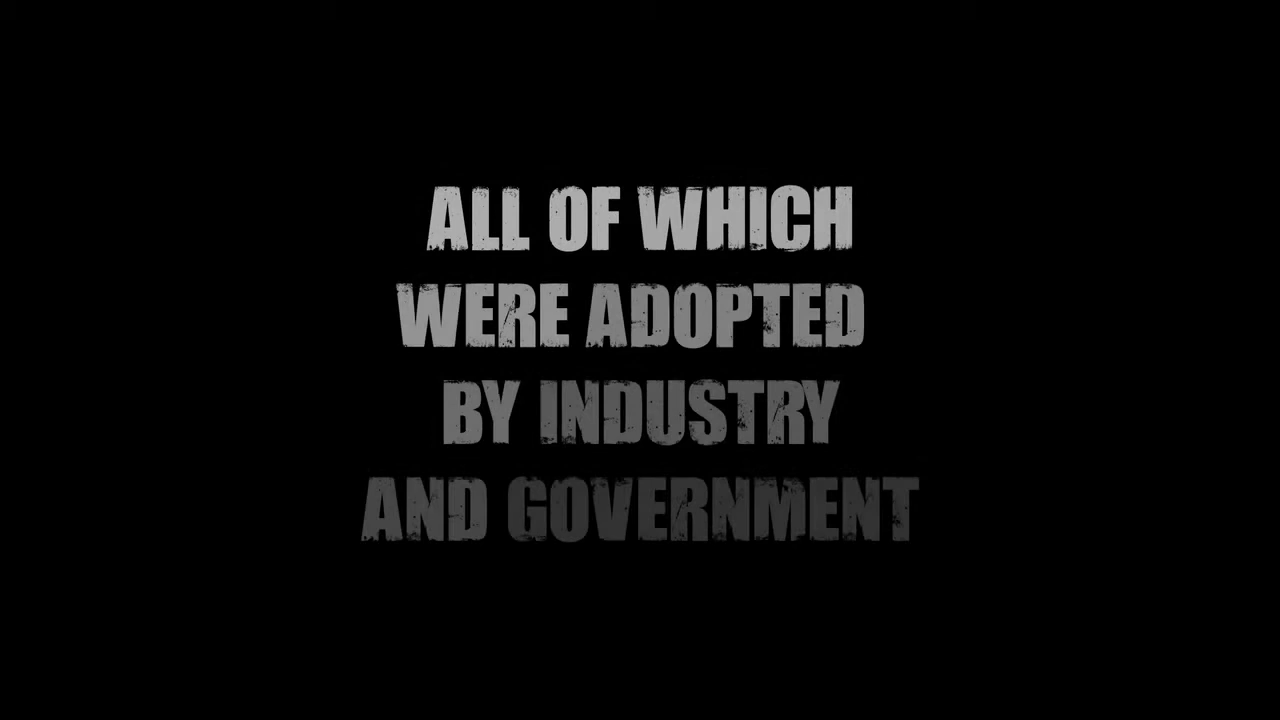 ALL OF WHICH
WERE ADOPTED
BY INDUSTRY
AND GOVERNMENT